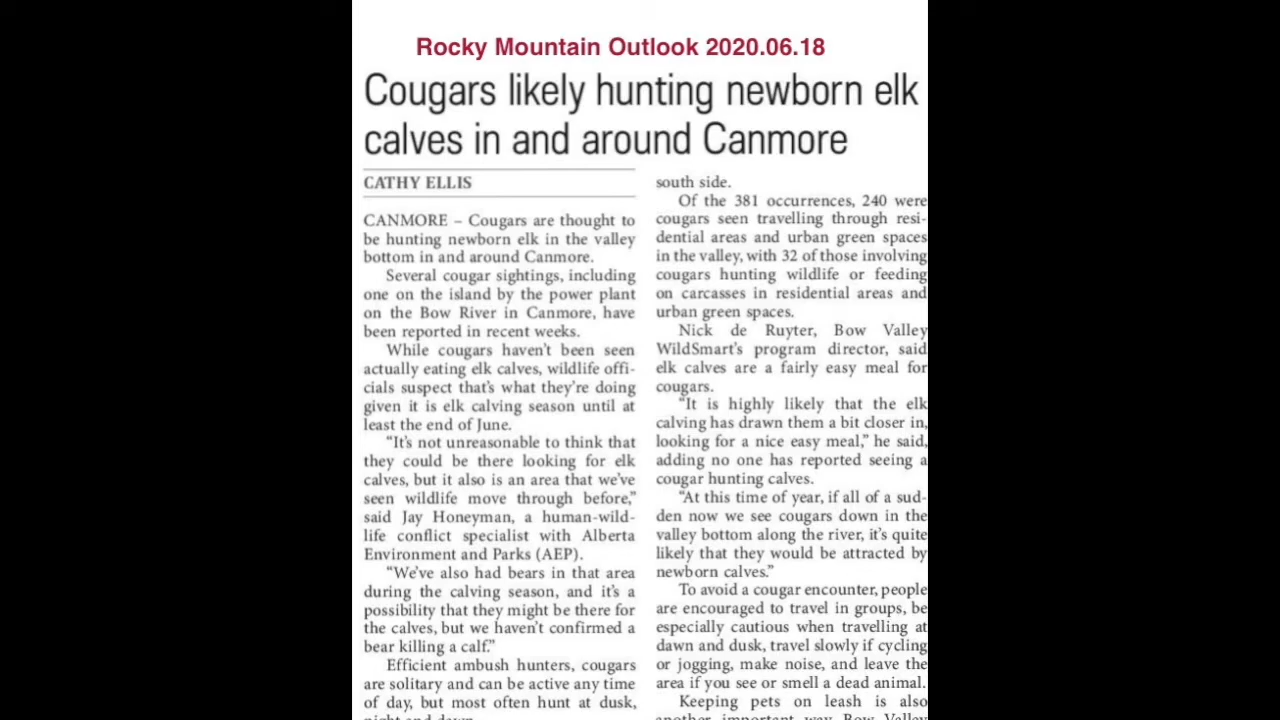 Rocky Mountain Outlook 2020.06.18
Cougars likely hunting newborn elk
calves in and around Canmore
CATHY ELLIS
CANMORE – Cougars are thought to
be hunting newborn elk in the valley
bottom in and around Canmore.
Several cougar sightings, including
one on the island by the power plant
on the Bow River in Canmore, have
been reported in recent weeks.
While cougars haven't been seen
actually eating elk calves, wildlife offi-
cials suspect that's what they're doing
given it is elk calving season until at
least the end of June.
"It's not unreasonable to think that
they could be there looking for elk
calves, but it also is an area that we've
seen wildlife move through before,"
said Jay Honeyman, a human-wild-
life conflict specialist with Alberta
Environment and Parks (AEP).
"We've also had bears in that area
during the calving season, and it's a
possibility that they might be there for
the calves, but we haven't confirmed a
bear killing a calf."
Efficient ambush hunters, cougars
are solitary and can be active any time
of day, but most often hunt at dusk,
night and dawn.
south side.
Of the 381 occurrences, 240 were
cougars seen travelling through resi-
dential areas and urban green spaces
in the valley, with 32 of those involving
cougars hunting wildlife or feeding
on carcasses in residential areas and
urban green spaces.
Nick de Ruyter, Bow Valley
WildSmart's program director, said
elk calves are a fairly easy meal for
cougars.
"It is highly likely that the elk
calving has drawn them a bit closer in,
looking for a nice easy meal," he said,
adding no one has reported seeing a
cougar hunting calves.
"At this time of year, if all of a sud-
den now we see cougars down in the
valley bottom along the river, it's quite
likely that they would be attracted by
newborn calves."
To avoid a cougar encounter, people
are encouraged to travel in groups, be
especially cautious when travelling at
dawn and dusk, travel slowly if cycling
or jogging, make noise, and leave the
area if you see or smell a dead animal.
Keeping pets on leash is also
another important way Bow Valley